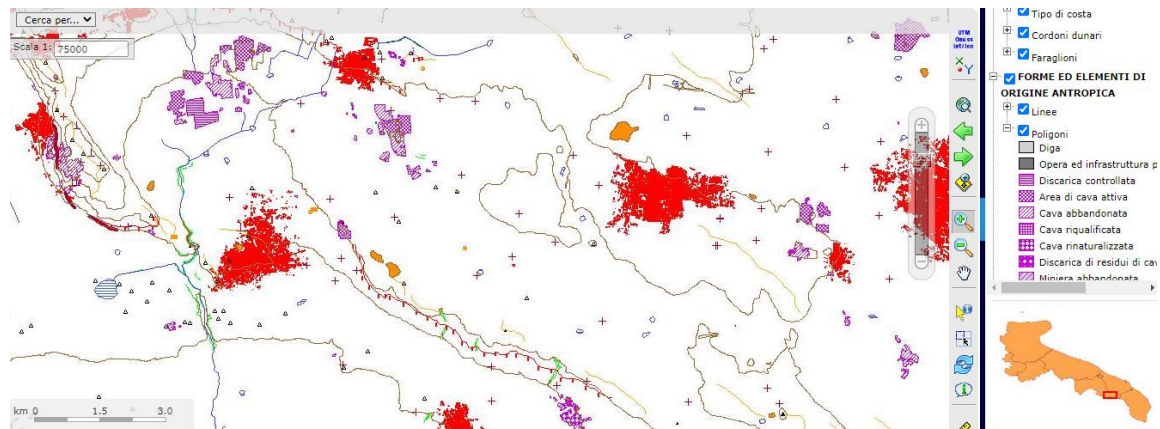 Cerca per...
Scala 1: 75000
km 0 1.5 3.0
UTM
Tipo di costa
Cordoni dunari
Faraglioni
FORME ED ELEMENTI DI
ORIGINE ANTROPICA
Linee
Poligoni
Diga
Opera ed infrastruttura p
Discarica controllata
Area di cava attiva
Cava abbandonata
Cava riqualificata
Cava rinaturalizzata
Discarica di residui di cav
Miniera abbandonata